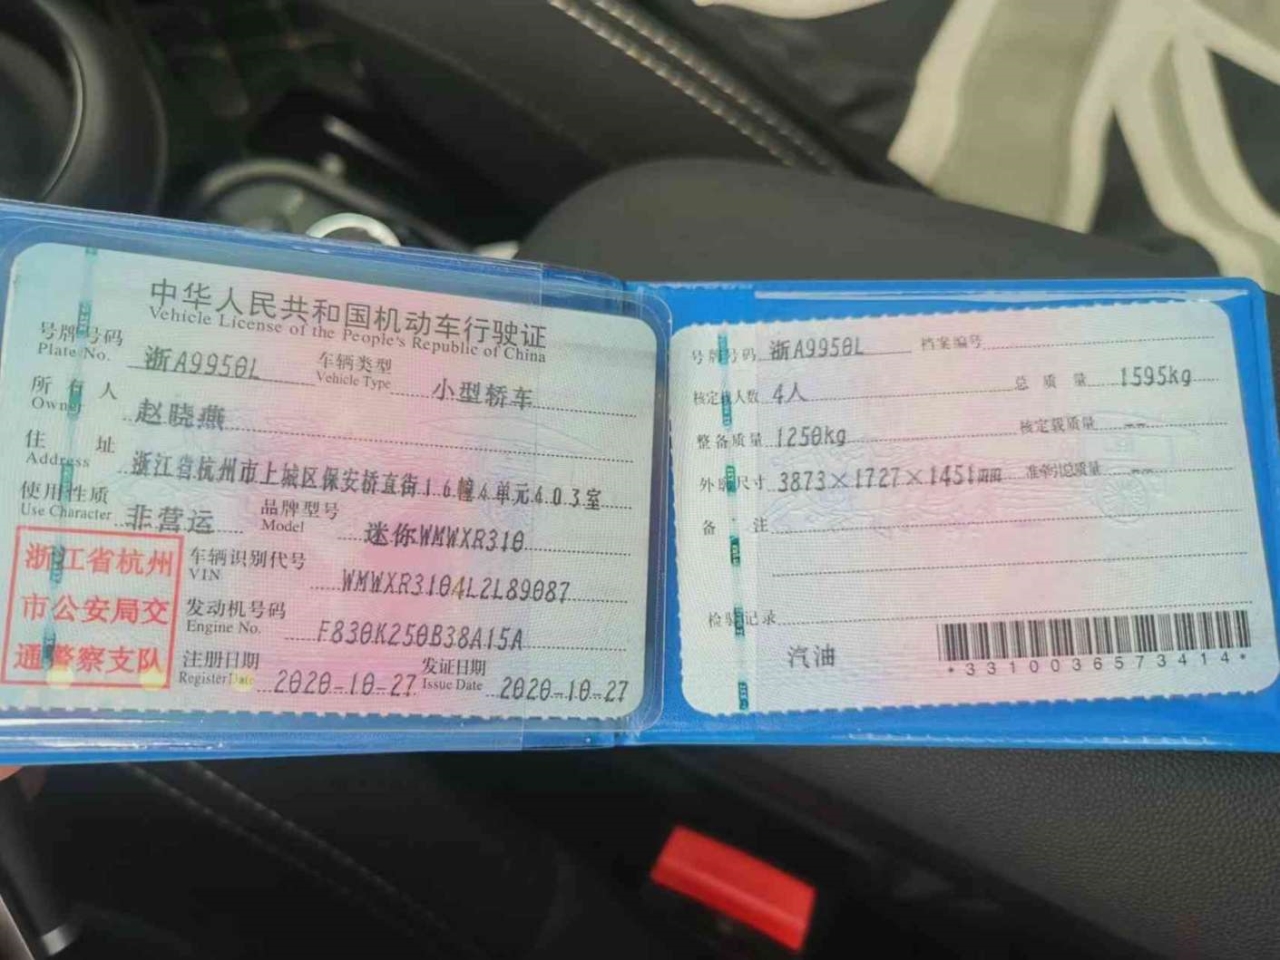 中华人民共和国机动车行驶证
Vehicle License of the People's Republic of China
号牌号码 浙A9950L 车辆类型 小型轿车
Plate No. Vehicle Type
所有人 赵晓燕
Owner
住址 浙江省杭州市上城区保安桥直街16幢4单元403室
Address
使用性质 非营运 品牌型号 迷你WMWXR310
Use Character Model
浙江省杭州市公安局交通警察支队
车辆识别代号 WMWXR3104L2L89087
VIN
发动机号码 F830K250B38A15A
Engine No.
注册日期 2020-10-27 发证日期 2020-10-27
Register Date Issue Date
号牌号码 浙A9950L 档案编号
核定载人数 4人 总质量 1595kg
整备质量 1250kg 核定载质量 --
外廓尺寸 3873×1727×1451mm 准牵引总质量 --
备注
检验记录
汽油
*3310036573414*